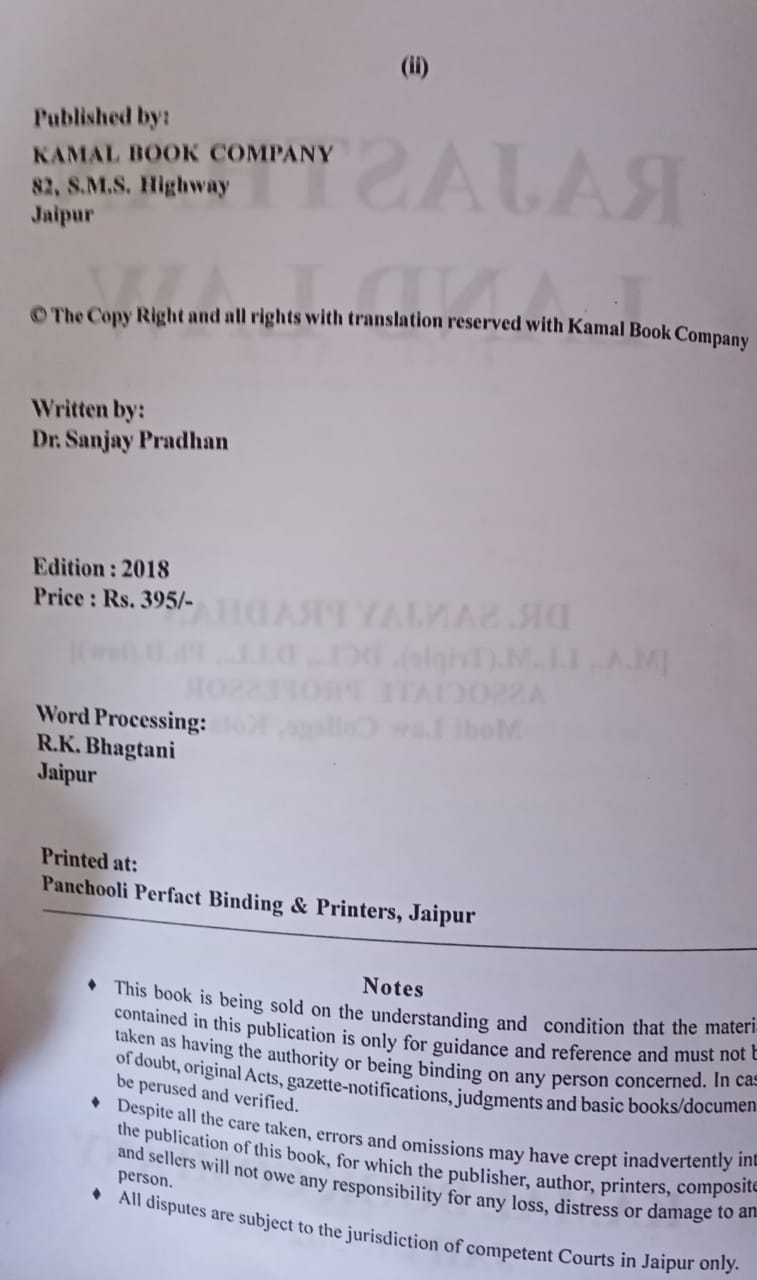 (ii)
Published by:
KAMAL BOOK COMPANY
82, S.M.S. Highway
Jaipur
© The Copy Right and all rights with translation reserved with Kamal Book Company
Written by:
Dr. Sanjay Pradhan
Edition : 2018
Price : Rs. 395/-
Word Processing:
R.K. Bhagtani
Jaipur
Printed at:
Panchooli Perfact Binding & Printers, Jaipur
Notes
♦ This book is being sold on the understanding and condition that the materi
contained in this publication is only for guidance and reference and must not b
taken as having the authority or being binding on any person concerned. In cas
of doubt, original Acts, gazette-notifications, judgments and basic books/documen
be perused and verified.
♦ Despite all the care taken, errors and omissions may have crept inadvertently int
the publication of this book, for which the publisher, author, printers, composite
and sellers will not owe any responsibility for any loss, distress or damage to an
person.
♦ All disputes are subject to the jurisdiction of competent Courts in Jaipur only.